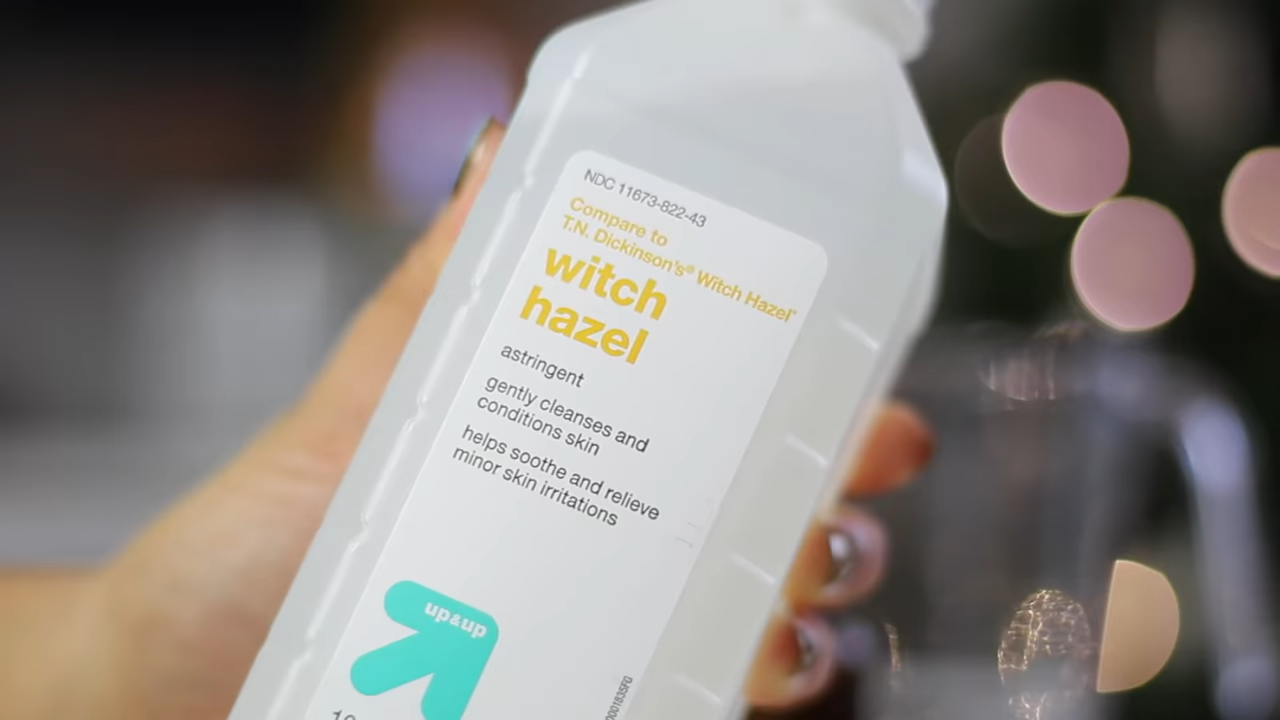 NDC 11673-822-43
Compare to
T.N. Dickinson's® Witch Hazel*
witch
hazel
astringent
gently cleanses and
conditions skin
helps soothe and relieve
minor skin irritations
up&up